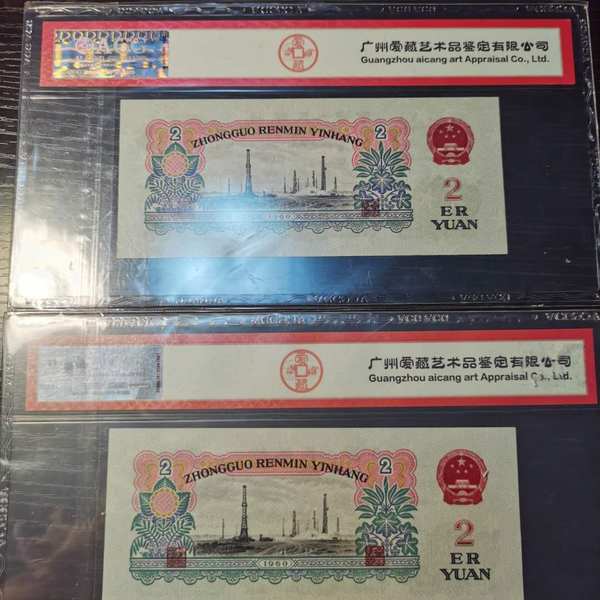 广州爱藏艺术品鉴定有限公司
Guangzhou aicang art Appraisal Co., Ltd.
2
2
ZHONGGUO RENMIN YINHANG
2
ER
YUAN
1960
广州爱藏艺术品鉴定有限公司
Guangzhou aicang art Appraisal Co., Ltd.
2
2
ZHONGGUO RENMIN YINHANG
2
ER
YUAN
1960